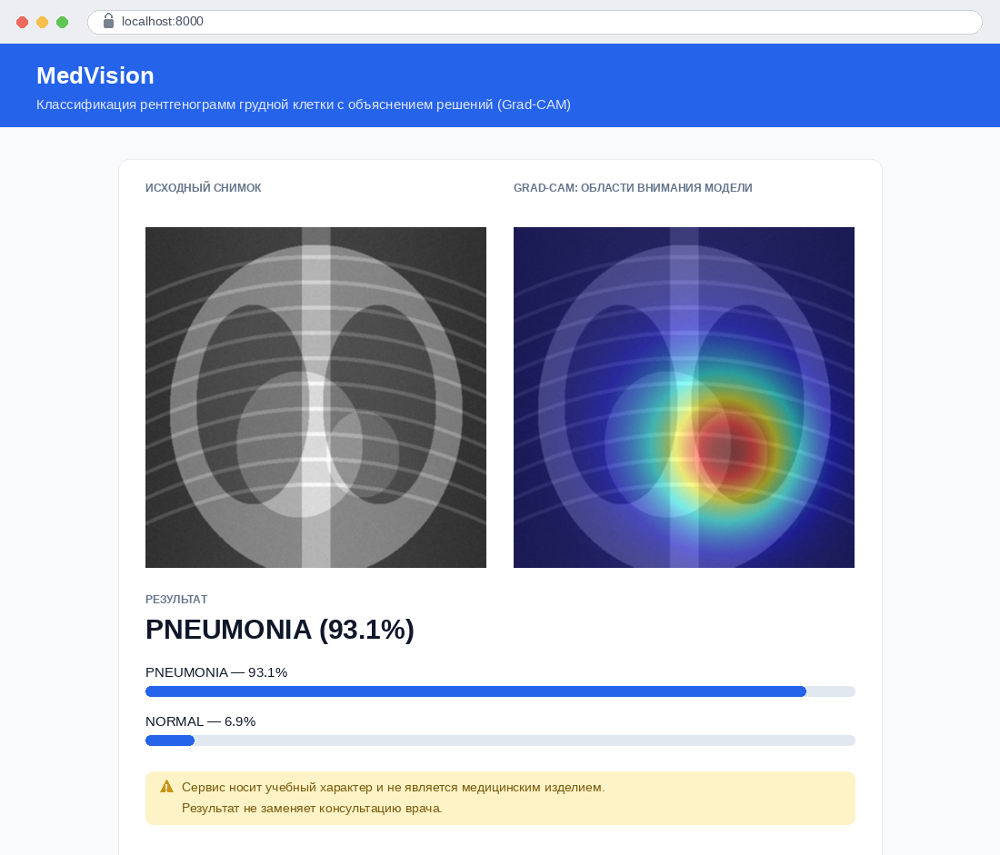 localhost:8000
MedVision
Классификация рентгенограмм грудной клетки с объяснением решений (Grad-CAM)
ИСХОДНЫЙ СНИМОК
GRAD-CAM: ОБЛАСТИ ВНИМАНИЯ МОДЕЛИ
РЕЗУЛЬТАТ
PNEUMONIA (93.1%)
PNEUMONIA — 93.1%
NORMAL — 6.9%
Сервис носит учебный характер и не является медицинским изделием.
Результат не заменяет консультацию врача.